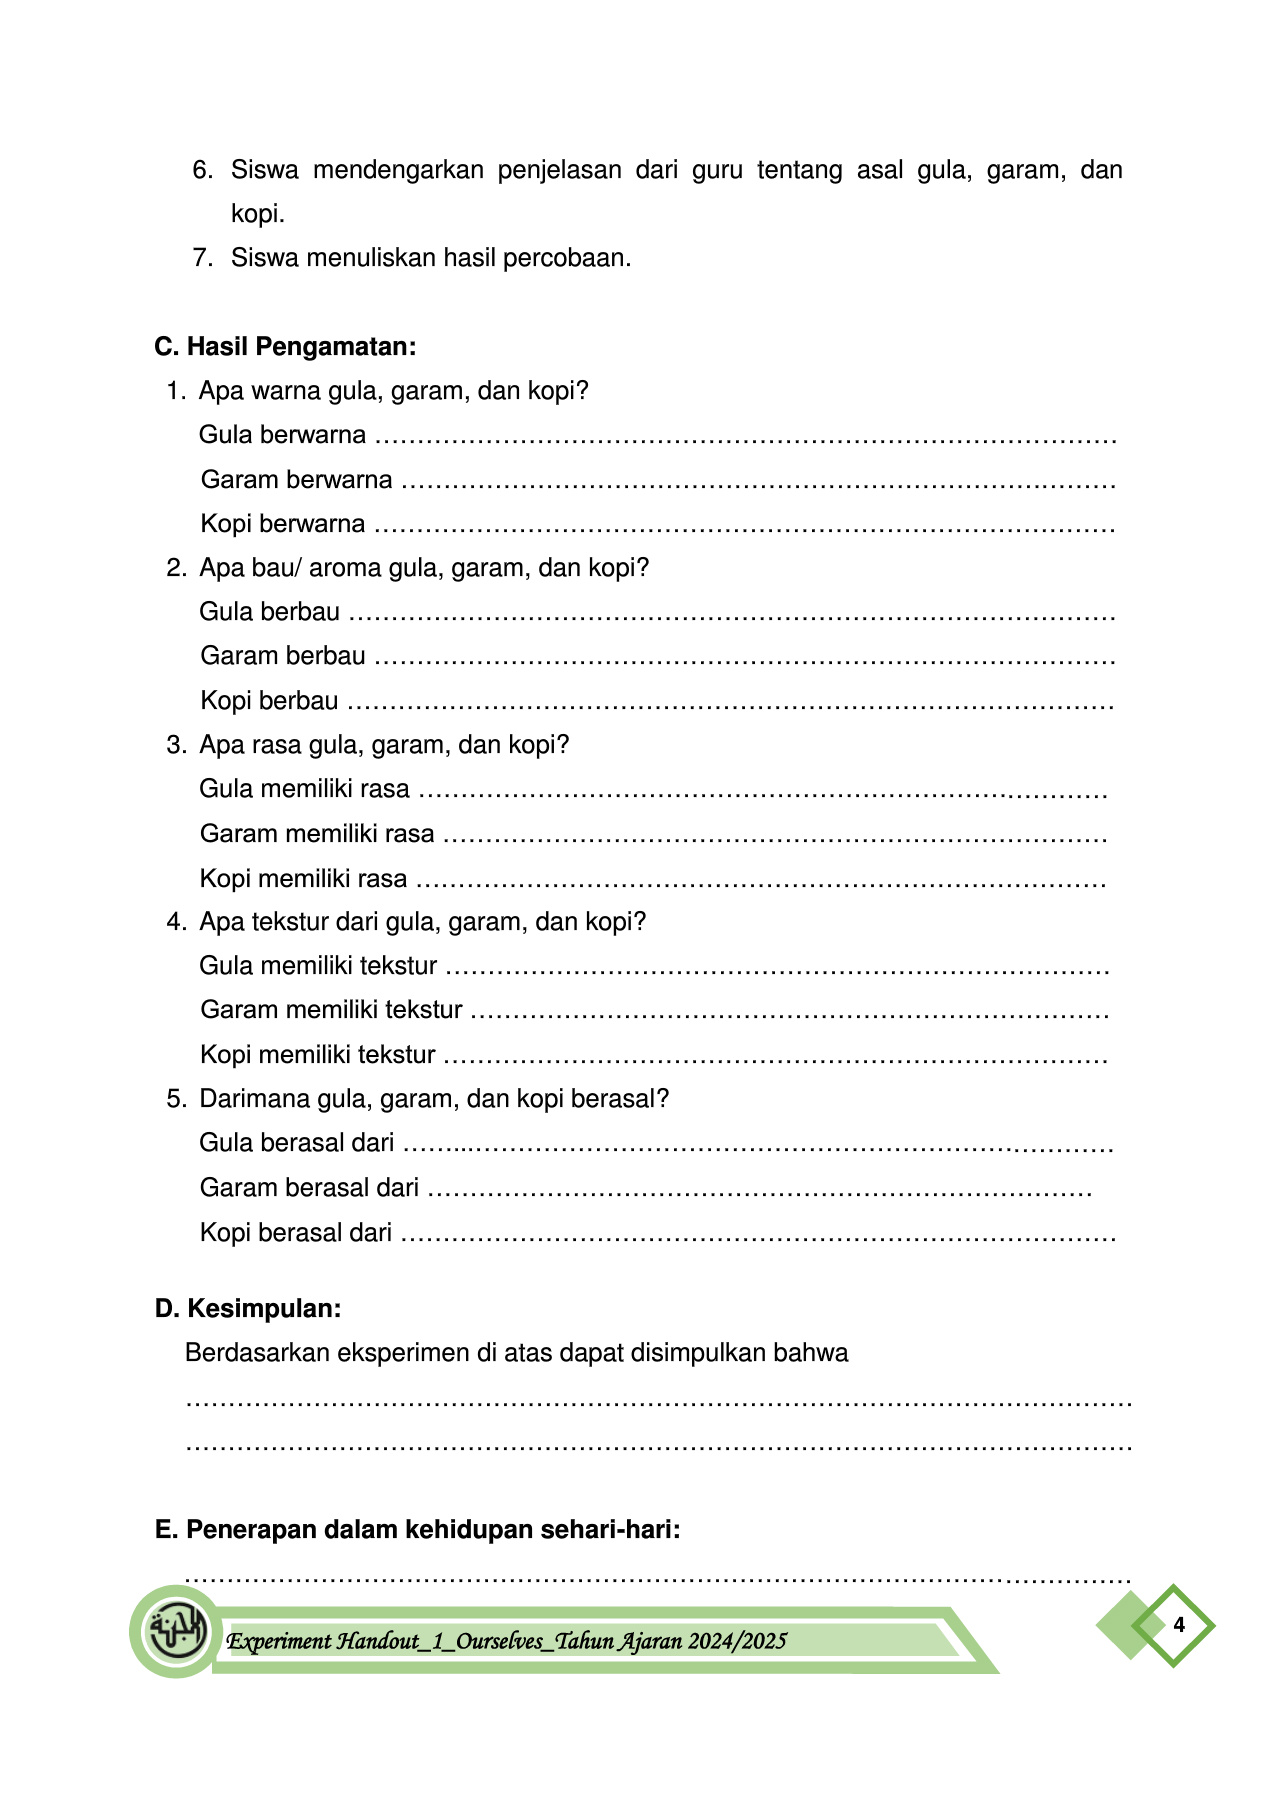 6. Siswa mendengarkan penjelasan dari guru tentang asal gula, garam, dan
kopi.
7. Siswa menuliskan hasil percobaan.
C. Hasil Pengamatan:
1. Apa warna gula, garam, dan kopi?
Gula berwarna ……………………………………………………………………………
Garam berwarna …………………………………………………………………………
Kopi berwarna ……………………………………………………………………………
2. Apa bau/ aroma gula, garam, dan kopi?
Gula berbau ………………………………………………………………………………
Garam berbau ……………………………………………………………………………
Kopi berbau ………………………………………………………………………………
3. Apa rasa gula, garam, dan kopi?
Gula memiliki rasa ………………………………………………………………………
Garam memiliki rasa ……………………………………………………………………
Kopi memiliki rasa ………………………………………………………………………
4. Apa tekstur dari gula, garam, dan kopi?
Gula memiliki tekstur ……………………………………………………………………
Garam memiliki tekstur …………………………………………………………………
Kopi memiliki tekstur ……………………………………………………………………
5. Darimana gula, garam, dan kopi berasal?
Gula berasal dari …………………………………………………………………………
Garam berasal dari ……………………………………………………………………
Kopi berasal dari …………………………………………………………………………
D. Kesimpulan:
Berdasarkan eksperimen di atas dapat disimpulkan bahwa
…………………………………………………………………………………………………
…………………………………………………………………………………………………
E. Penerapan dalam kehidupan sehari-hari:
…………………………………………………………………………………………………
Experiment Handout_1_Ourselves_Tahun Ajaran 2024/2025
4